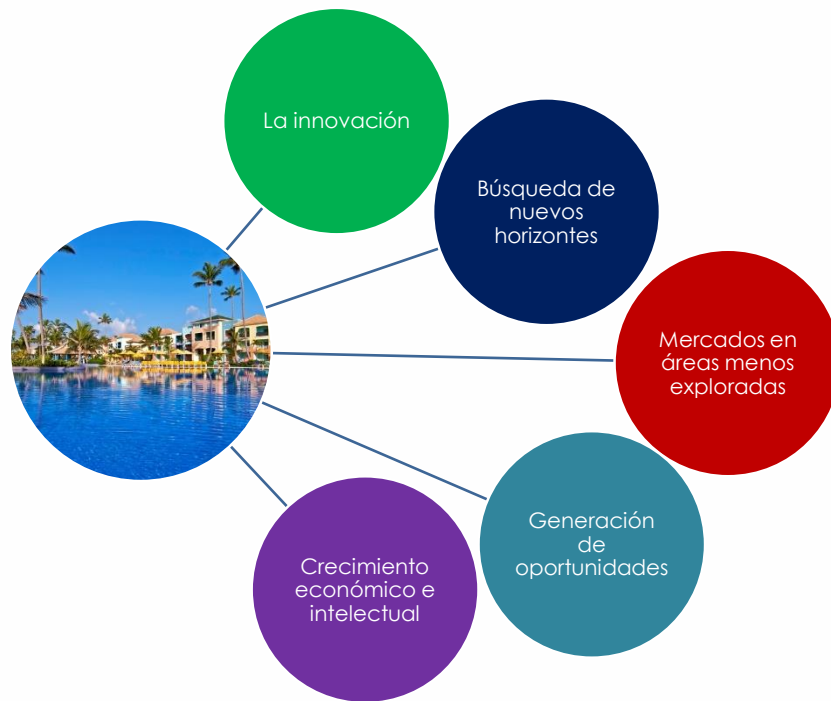 La innovación
Búsqueda de
nuevos
horizontes
Mercados en
áreas menos
exploradas
Generación
de
oportunidades
Crecimiento
económico e
intelectual